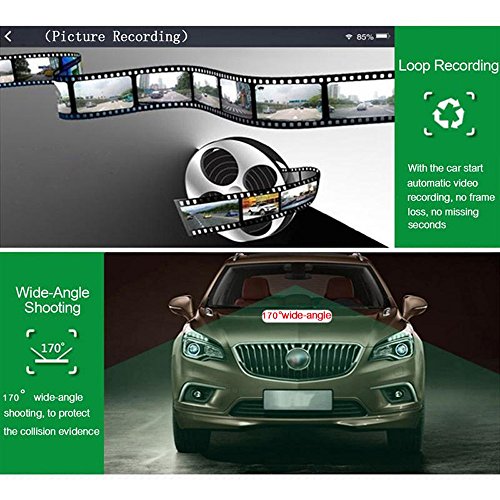 (Picture Recording)
85%
Loop Recording
With the car start
automatic video
recording, no frame
loss, no missing
seconds
Wide-Angle
Shooting
170°
170° wide-angle
shooting, to protect
the collision evidence
170°wide-angle